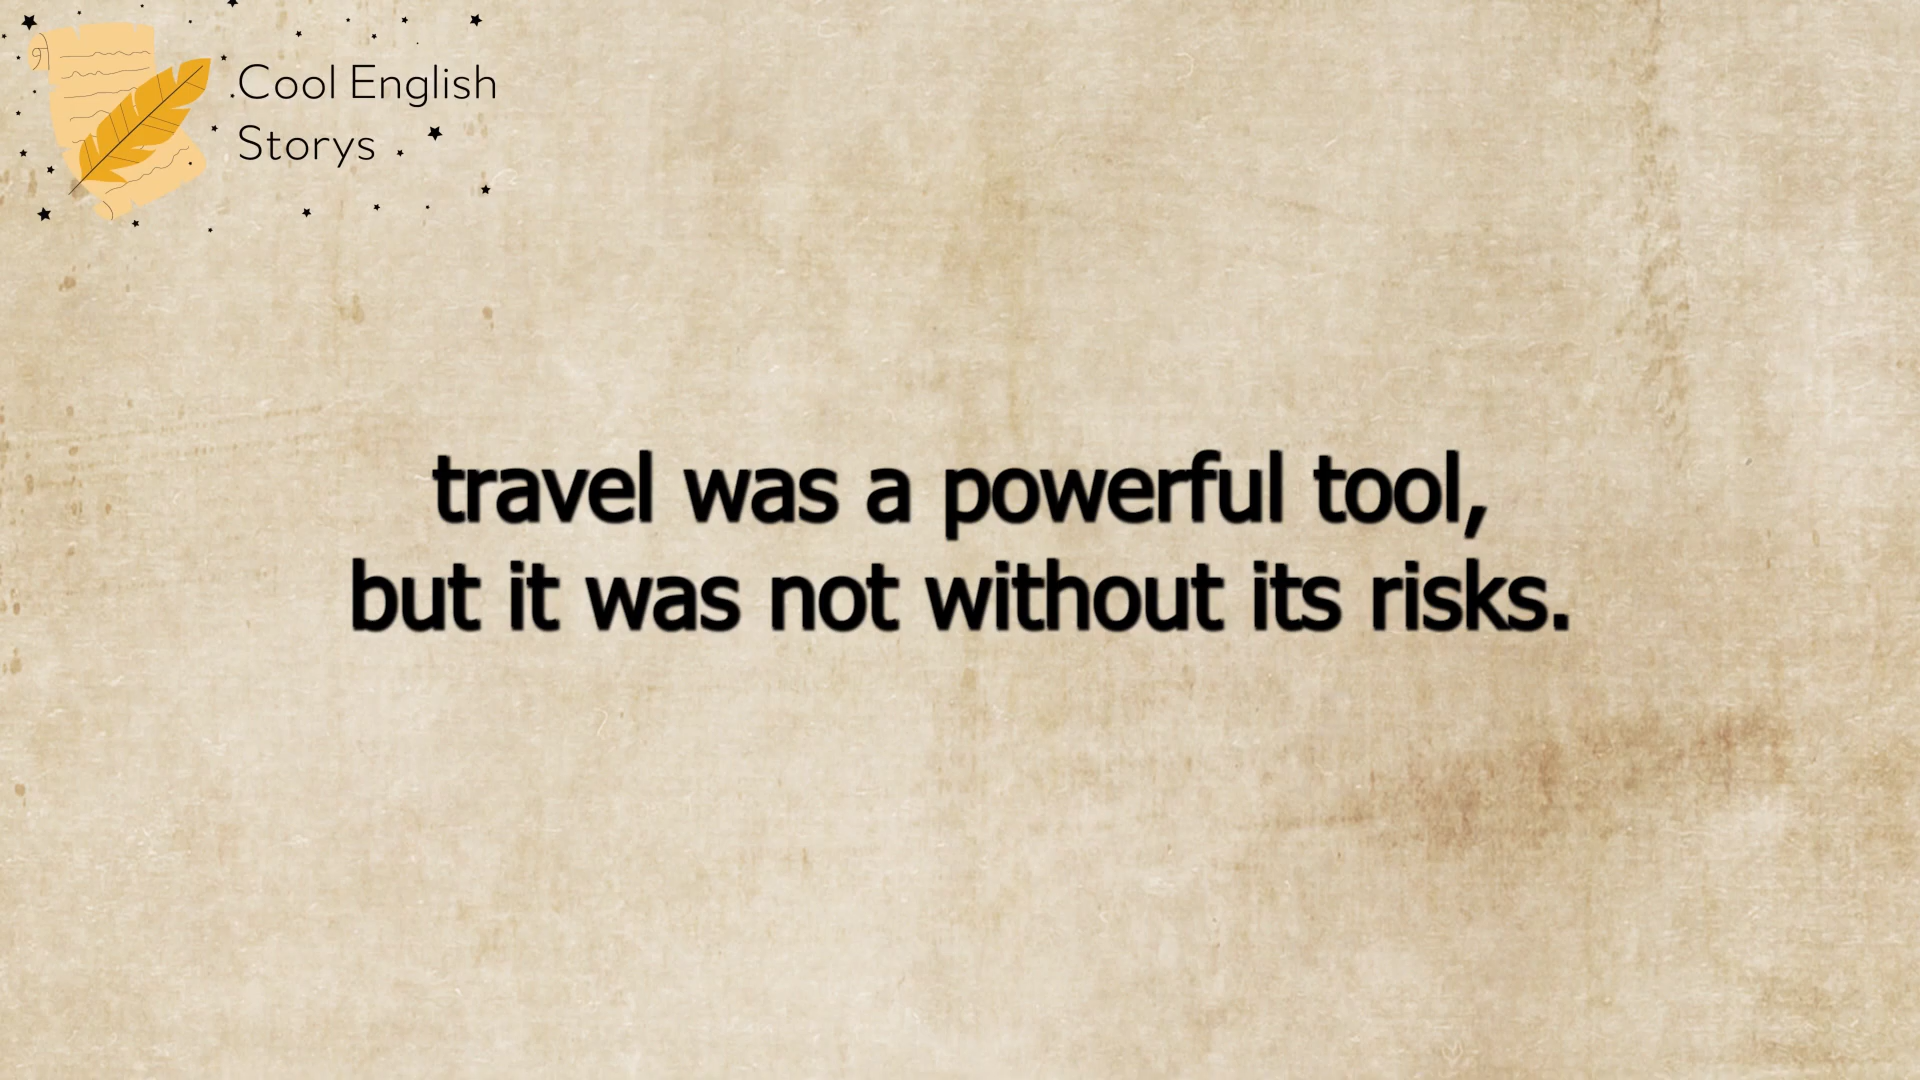 .Cool English
Storys
travel was a powerful tool,
but it was not without its risks.